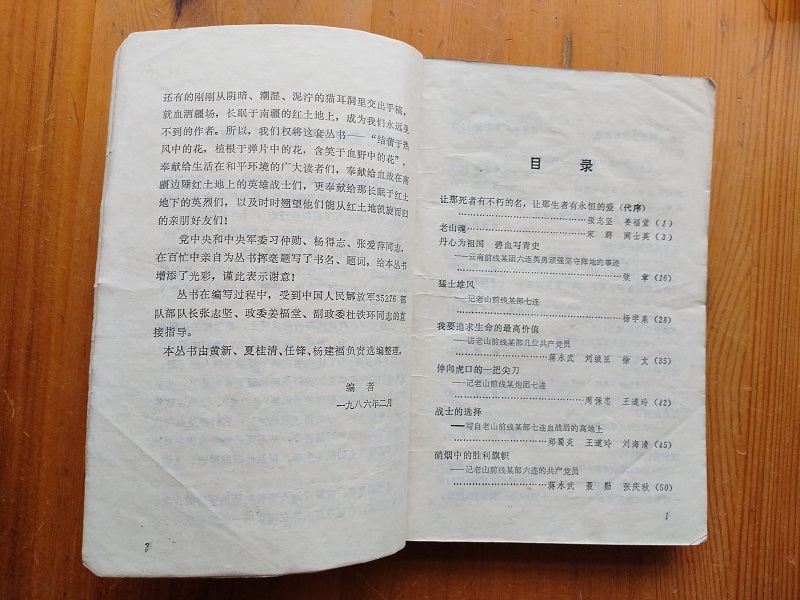 还有的刚刚从阴暗、潮湿、泥泞的猫耳洞里交出手稿,
就血洒疆场,长眠于南疆的红土地上,成为我们永远见
不到的作者。所以,我们权将这套丛书——“结蕾于热
风中的花,植根于弹片中的花,含笑于血野中的花”,
奉献给生活在和平环境的广大读者们,奉献给血战在南
疆边陲红土地上的英雄战士们,更奉献给那长眠于红土
地下的英烈们,以及时时翘望他们能从红土地凯旋而归
的亲朋好友们!
党中央和中央军委习仲勋、杨得志、张爱萍同志,
在百忙中亲自为丛书挥毫题写了书名、题词,给本丛书
增添了光彩,谨此表示谢意!
丛书在编写过程中,受到中国人民解放军35276部
队部队长张志坚、政委姜福堂、副政委杜铁环同志的直
接指导。
本丛书由黄新、夏桂清、任锋、杨建福负责选编整理。
编 者
一九八六年二月
2
目 录
让那死者有不朽的名,让那生者有永恒的爱(代序)
……………………………………张志坚 姜福堂(1)
老山魂……………………………宋 群 周士英(3)
丹心为祖国 碧血写青史
——云南前线某团六连英勇顽强坚守阵地的事迹
…………………………………………… 章(16)
猛士雄风
——记老山前线某部七连
……………………………………………杨学泉(28)
我要追求生命的最高价值
——访老山前线某部几位共产党员
……………………………蒋永武 刘 徐 文(35)
伸向虎口的一把尖刀
——记老山前线某炮团七连
……………………………………周保忠 王道玲(42)
战士的选择
——写自老山前线某部七连血战后的高地上
……………………………郑蜀炎 王道玲 刘海清(45)
硝烟中的胜利旗帜
——记老山前线某部六连的共产党员
……………………………蒋永武 聂 张庆秋(50)
1